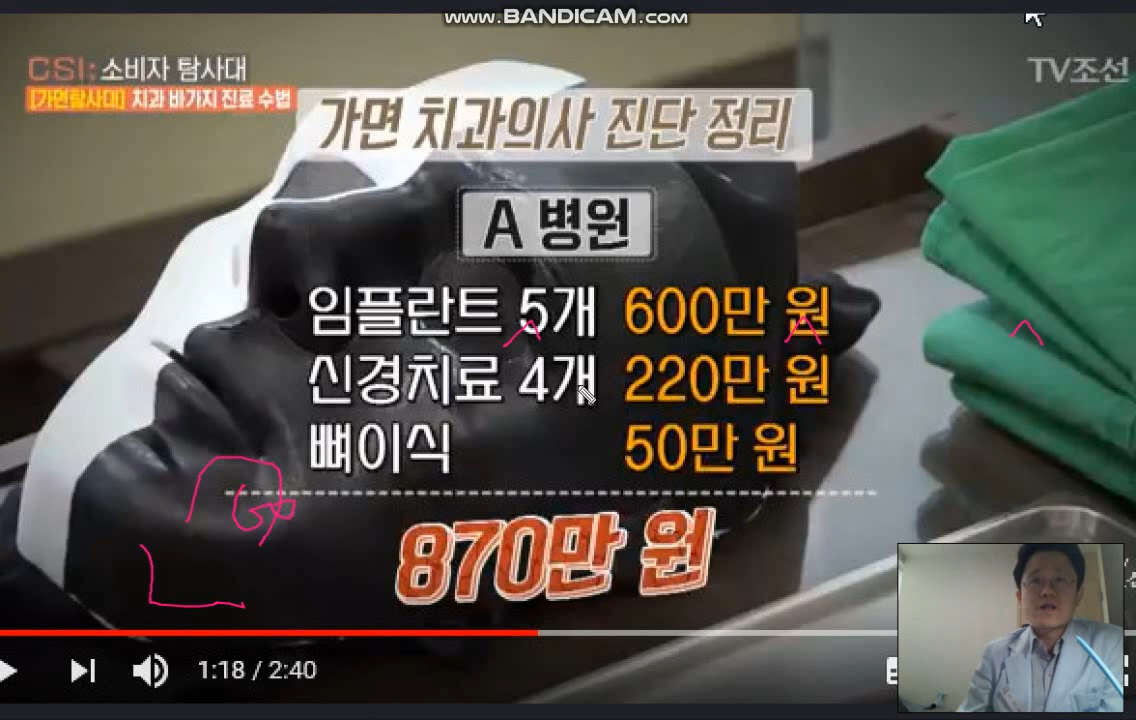 www.BANDICAM.com
CSI: 소비자 탐사대
TV조선
[가면탐사대] 치과 바가지 진료 수법
가면 치과의사 진단 정리
A 병원
임플란트 5개 600만 원
신경치료 4개 220만 원
뼈이식 50만 원
870만 원
1:18 / 2:40